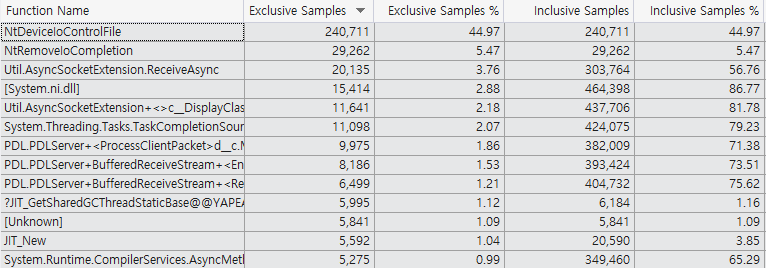 Function Name Exclusive Samples Exclusive Samples % Inclusive Samples Inclusive Samples %
NtDeviceIoControlFile 240,711 44.97 240,711 44.97
NtRemoveIoCompletion 29,262 5.47 29,262 5.47
Util.AsyncSocketExtension.ReceiveAsync 20,135 3.76 303,764 56.76
[System.ni.dll] 15,414 2.88 464,398 86.77
Util.AsyncSocketExtension+<>c__DisplayClas 11,641 2.18 437,706 81.78
System.Threading.Tasks.TaskCompletionSour 11,098 2.07 424,075 79.23
PDL.PDLServer+<ProcessClientPacket>d__c.M 9,975 1.86 382,009 71.38
PDL.PDLServer+BufferedReceiveStream+<En 8,186 1.53 393,424 73.51
PDL.PDLServer+BufferedReceiveStream+<Re 6,499 1.21 404,732 75.62
?JIT_GetSharedGCThreadStaticBase@@YAPEA 5,995 1.12 6,184 1.16
[Unknown] 5,841 1.09 5,841 1.09
JIT_New 5,592 1.04 20,590 3.85
System.Runtime.CompilerServices.AsyncMetl 5,275 0.99 349,460 65.29